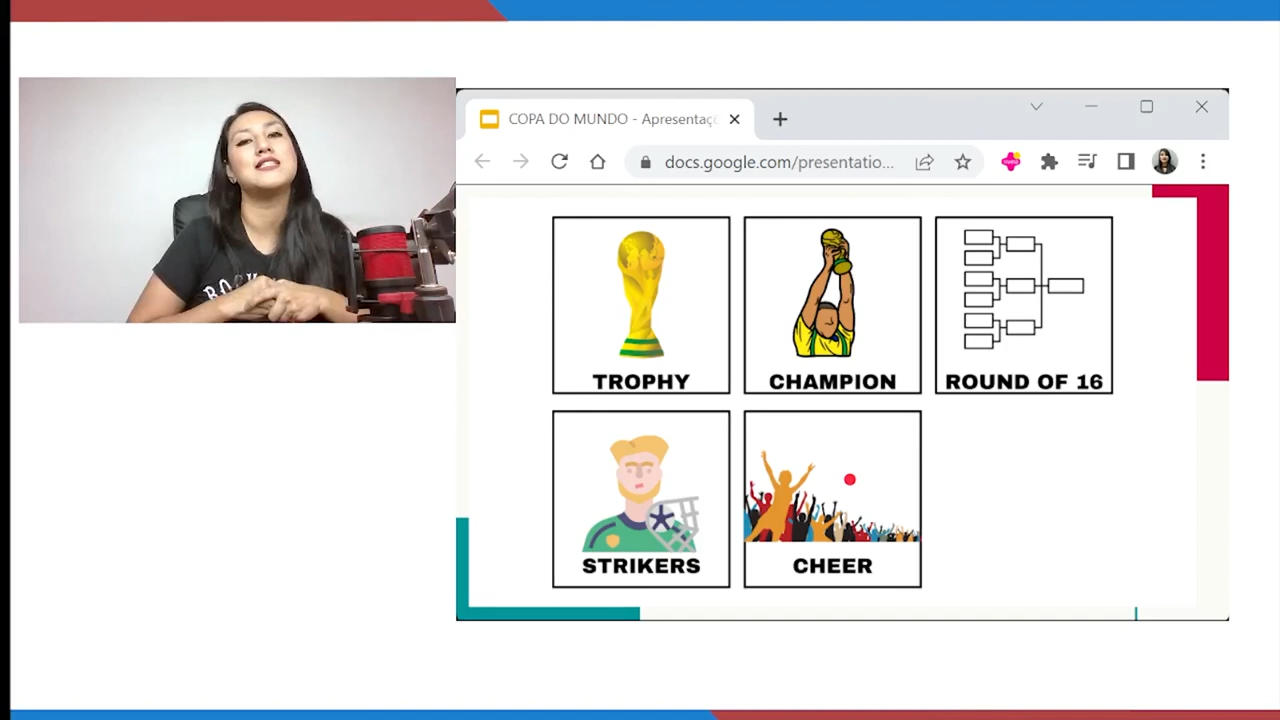 COPA DO MUNDO - Apresentaç
docs.google.com/presentatio...
TROPHY
CHAMPION
ROUND OF 16
STRIKERS
CHEER